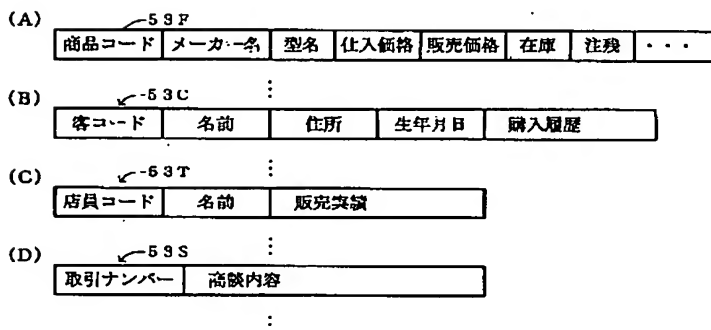 (A) 53F
商品コード メーカー名 型名 仕入価格 販売価格 在庫 注残 ・・・
(B) 53C
客コード 名前 住所 生年月日 購入履歴
(C) 53T
店員コード 名前 販売実績
(D) 53S
取引ナンバー 商談内容